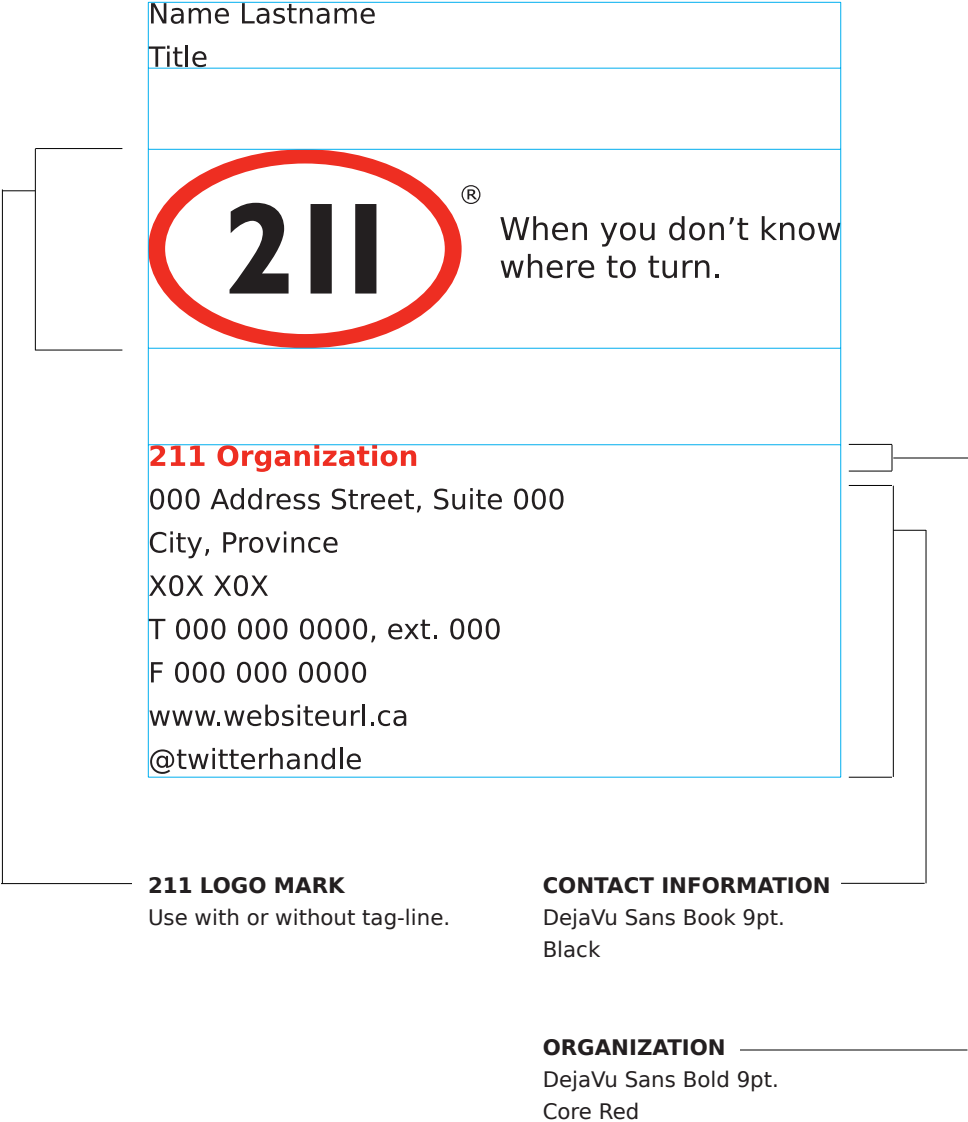 Name Lastname
Title
211 ®
When you don’t know
where to turn.
211 Organization
000 Address Street, Suite 000
City, Province
X0X X0X
T 000 000 0000, ext. 000
F 000 000 0000
www.websiteurl.ca
@twitterhandle
211 LOGO MARK
Use with or without tag-line.
CONTACT INFORMATION
DejaVu Sans Book 9pt.
Black
ORGANIZATION
DejaVu Sans Bold 9pt.
Core Red